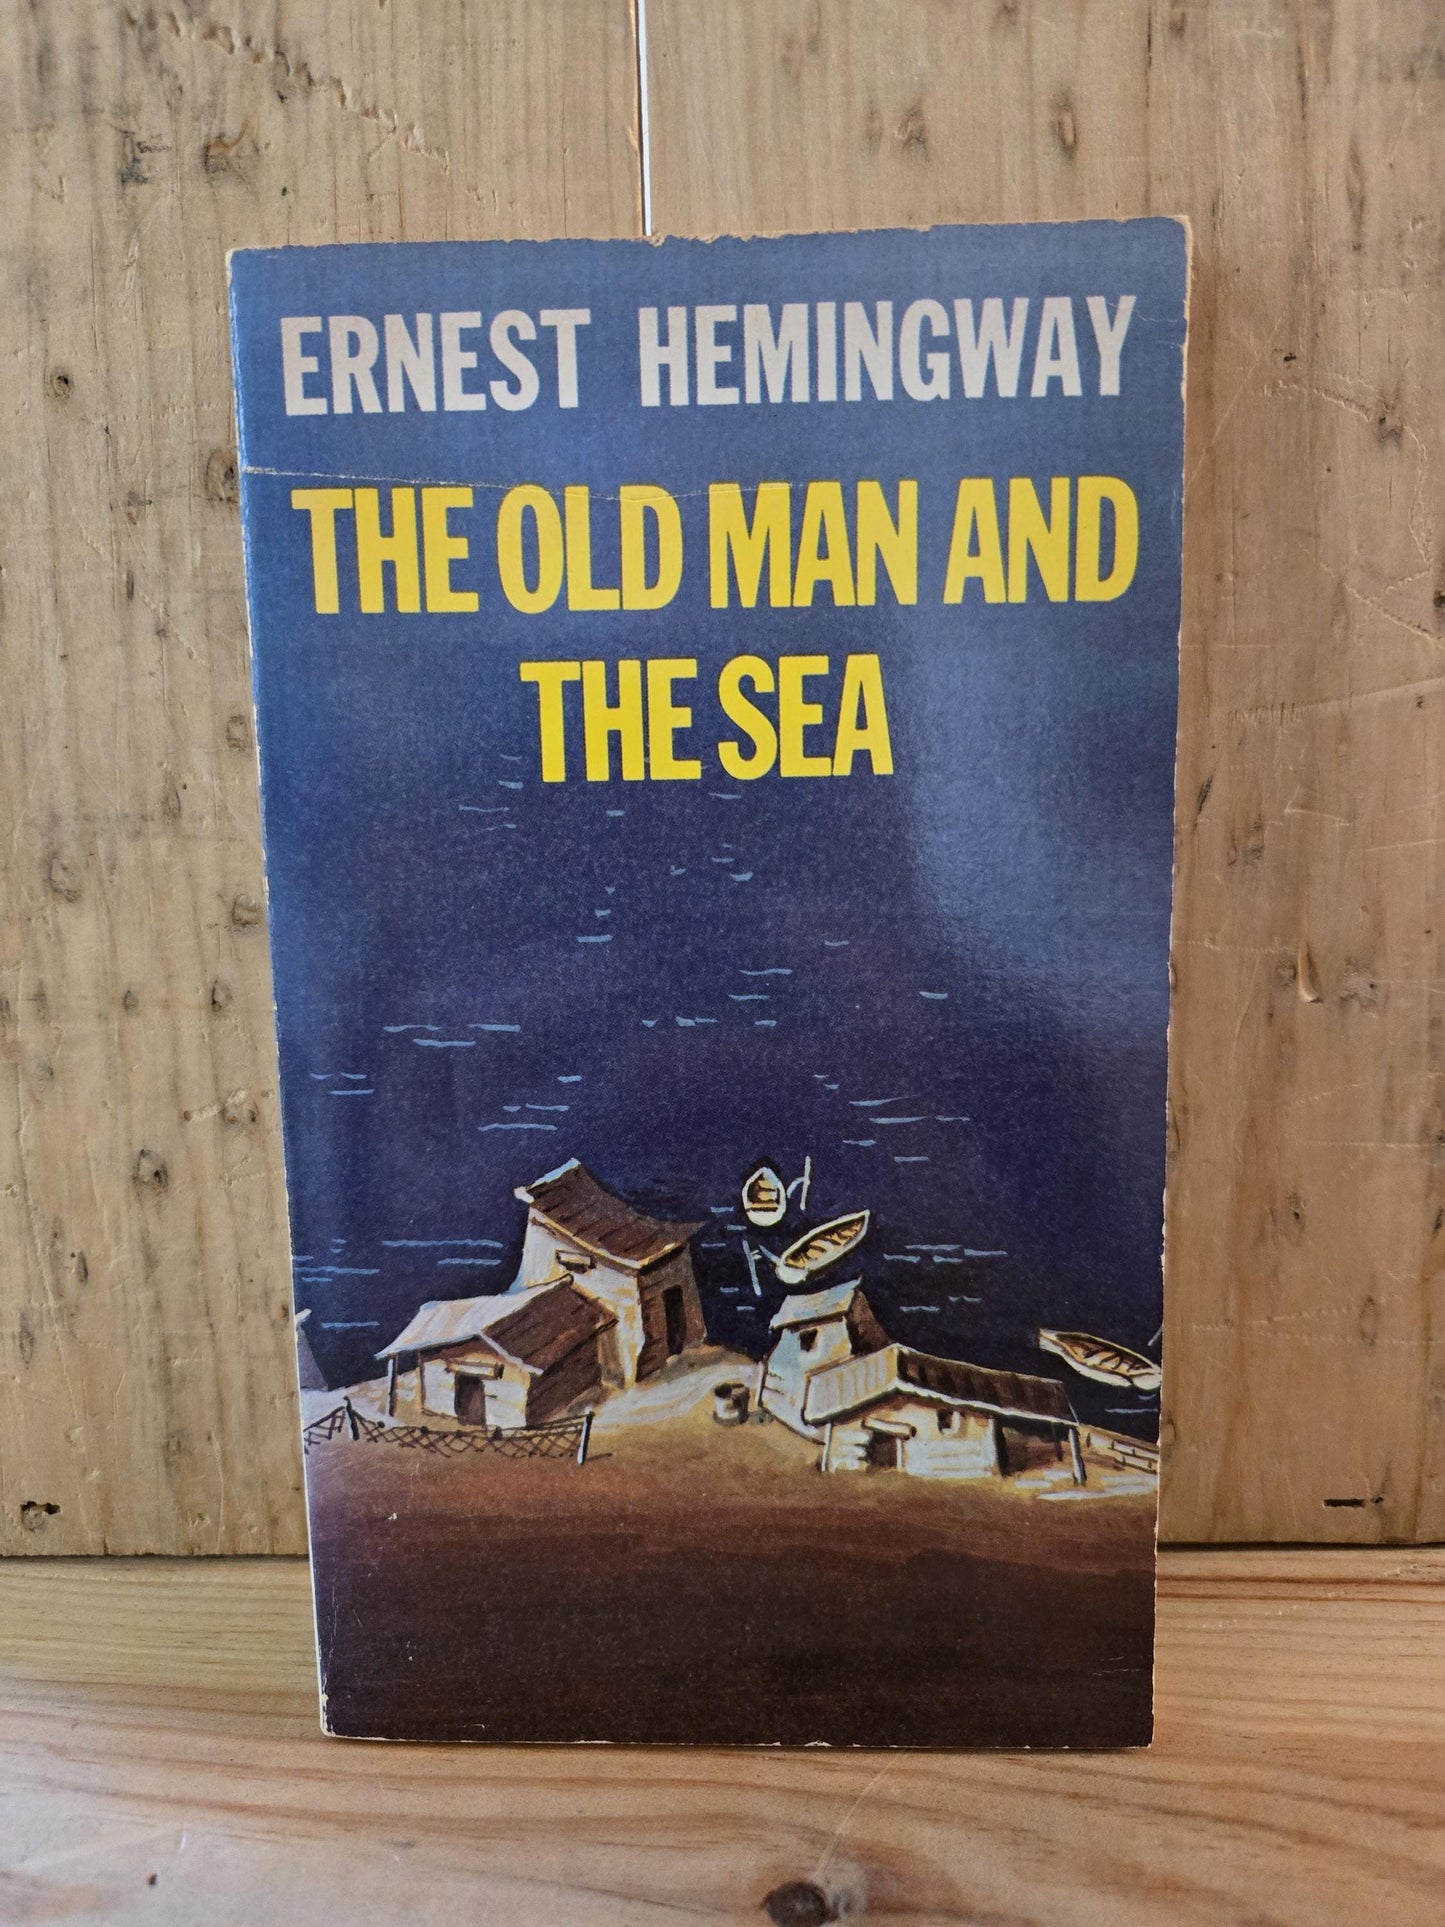 ERNEST HEMINGWAY
THE OLD MAN AND
THE SEA